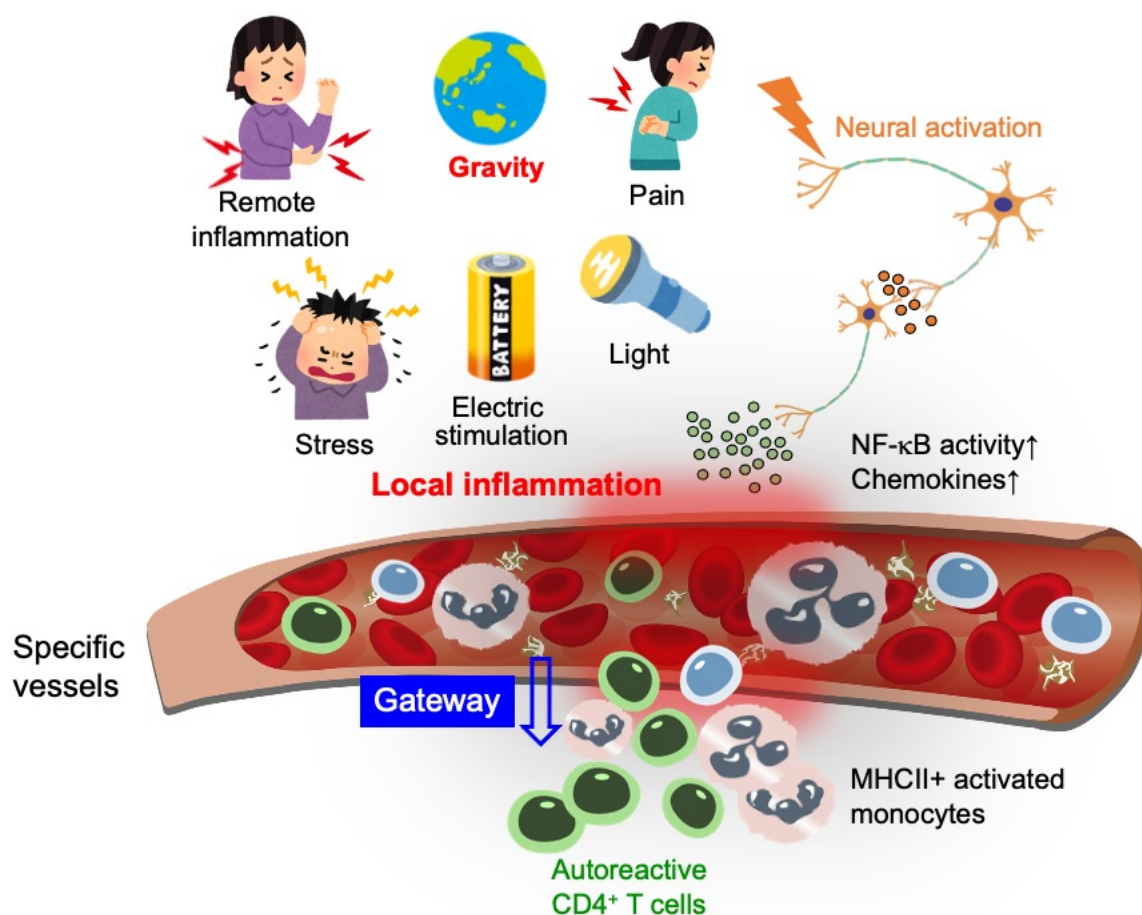 Remote
inflammation
Gravity
Pain
Neural activation
Stress
BATTERY
Electric
stimulation
Light
NF-κB activity↑
Chemokines↑
Local inflammation
Specific
vessels
Gateway
MHCII+ activated
monocytes
Autoreactive
CD4⁺ T cells